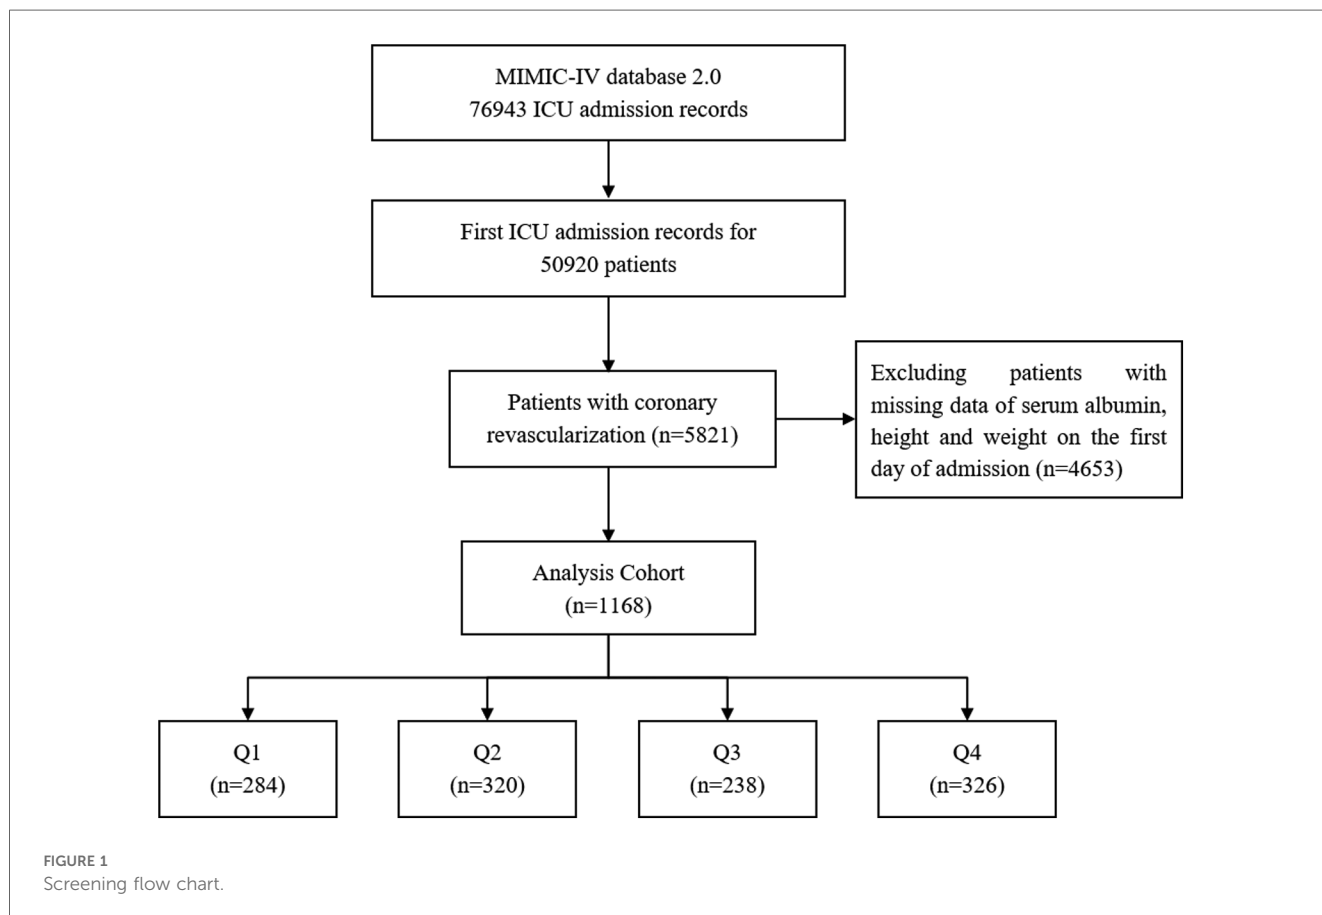 MIMIC-IV database 2.0
76943 ICU admission records
First ICU admission records for
50920 patients
Patients with coronary
revascularization (n=5821)
Excluding patients with
missing data of serum albumin,
height and weight on the first
day of admission (n=4653)
Analysis Cohort
(n=1168)
Q1
(n=284)
Q2
(n=320)
Q3
(n=238)
Q4
(n=326)
FIGURE 1
Screening flow chart.